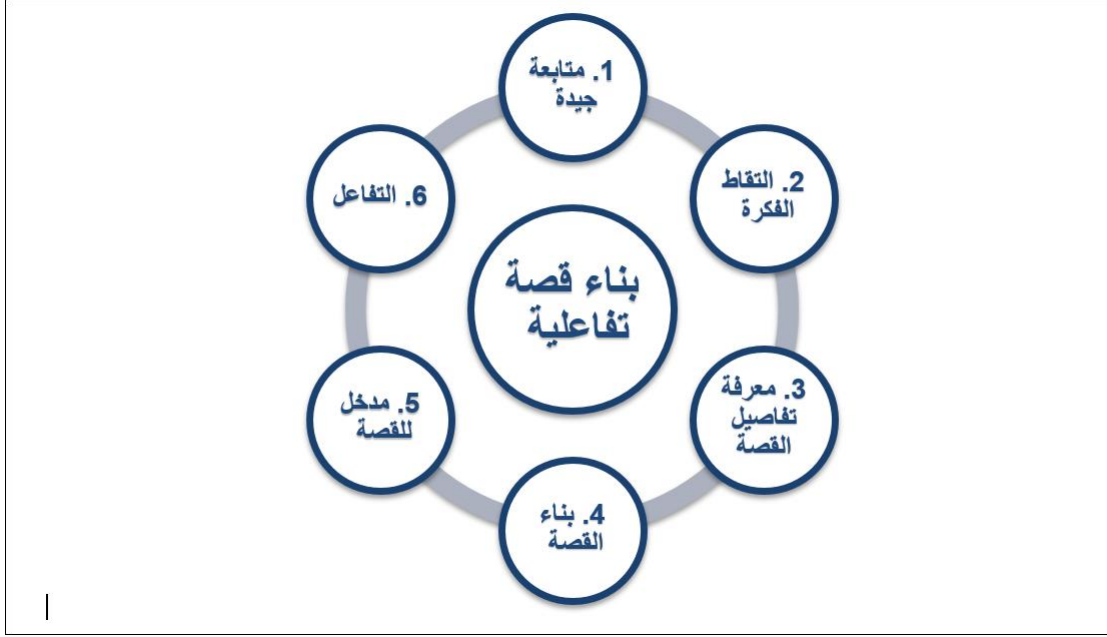 1. متابعة
جيدة
2. التقاط
الفكرة
3. معرفة
تفاصيل
القصة
4. بناء
القصة
5. مدخل
للقصة
6. التفاعل
بناء قصة
تفاعلية